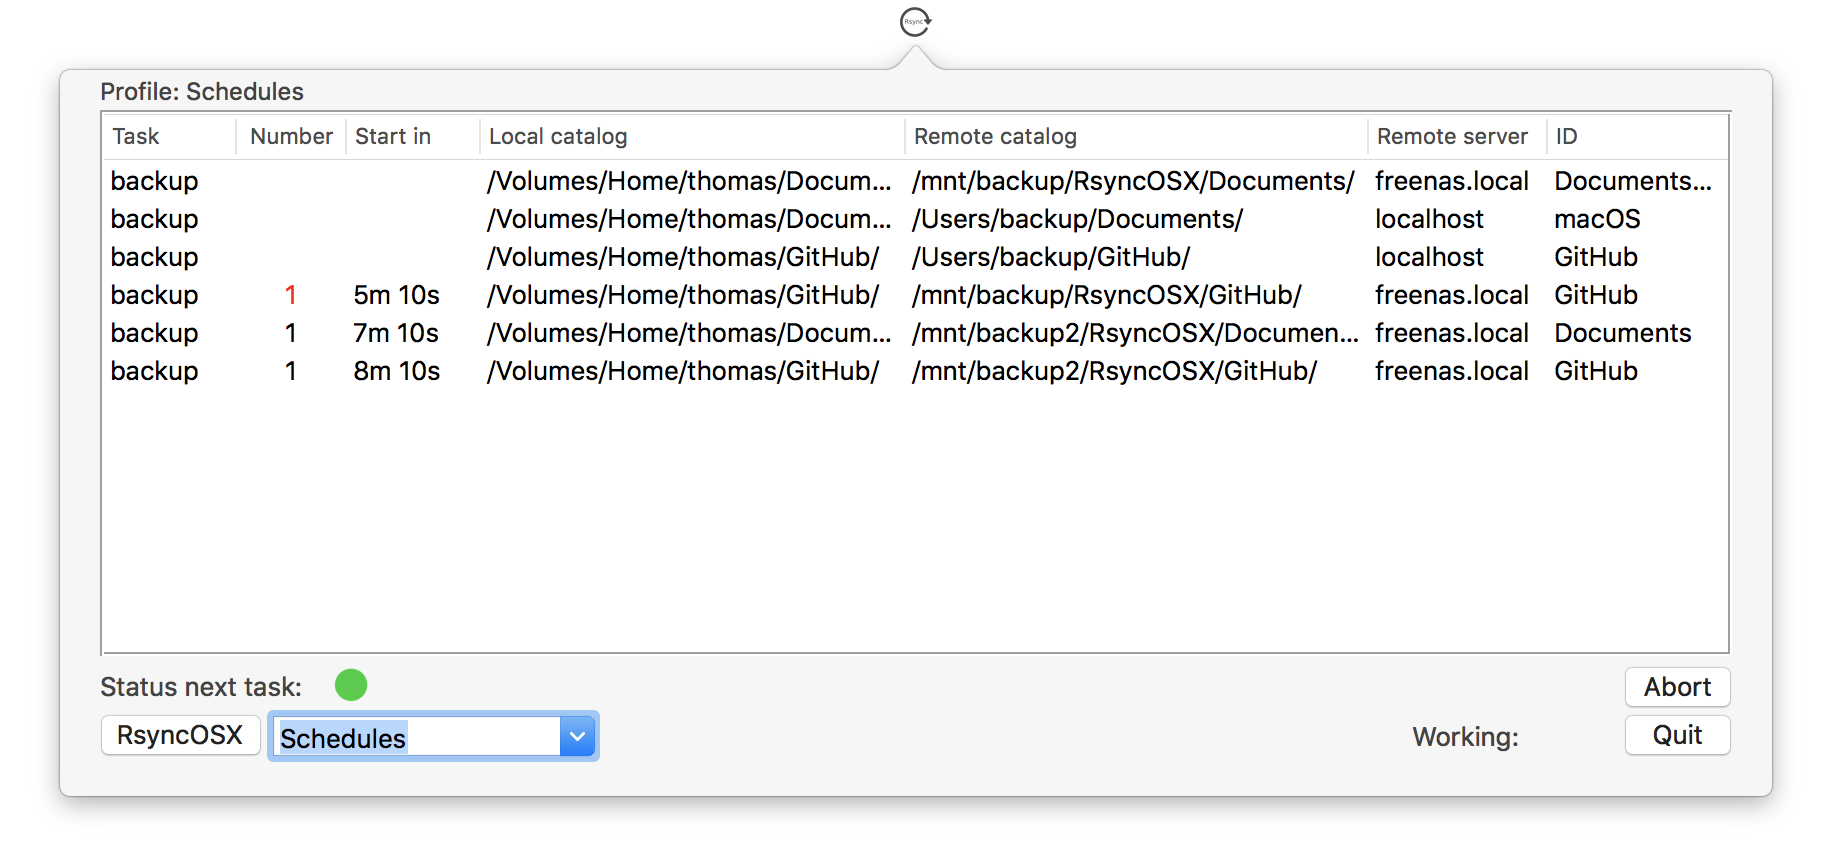 Rsync
Profile: Schedules
Task Number Start in Local catalog Remote catalog Remote server ID
backup /Volumes/Home/thomas/Docum... /mnt/backup/RsyncOSX/Documents/ freenas.local Documents...
backup /Volumes/Home/thomas/Docum... /Users/backup/Documents/ localhost macOS
backup /Volumes/Home/thomas/GitHub/ /Users/backup/GitHub/ localhost GitHub
backup 1 5m 10s /Volumes/Home/thomas/GitHub/ /mnt/backup/RsyncOSX/GitHub/ freenas.local GitHub
backup 1 7m 10s /Volumes/Home/thomas/Docum... /mnt/backup2/RsyncOSX/Documen... freenas.local Documents
backup 1 8m 10s /Volumes/Home/thomas/GitHub/ /mnt/backup2/RsyncOSX/GitHub/ freenas.local GitHub
Status next task: Abort
RsyncOSX Schedules Working: Quit